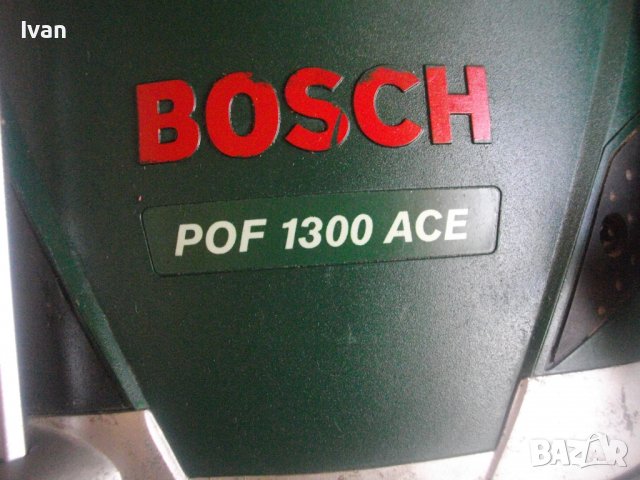 Ivan
BOSCH
POF 1300 ACE
BAZAR